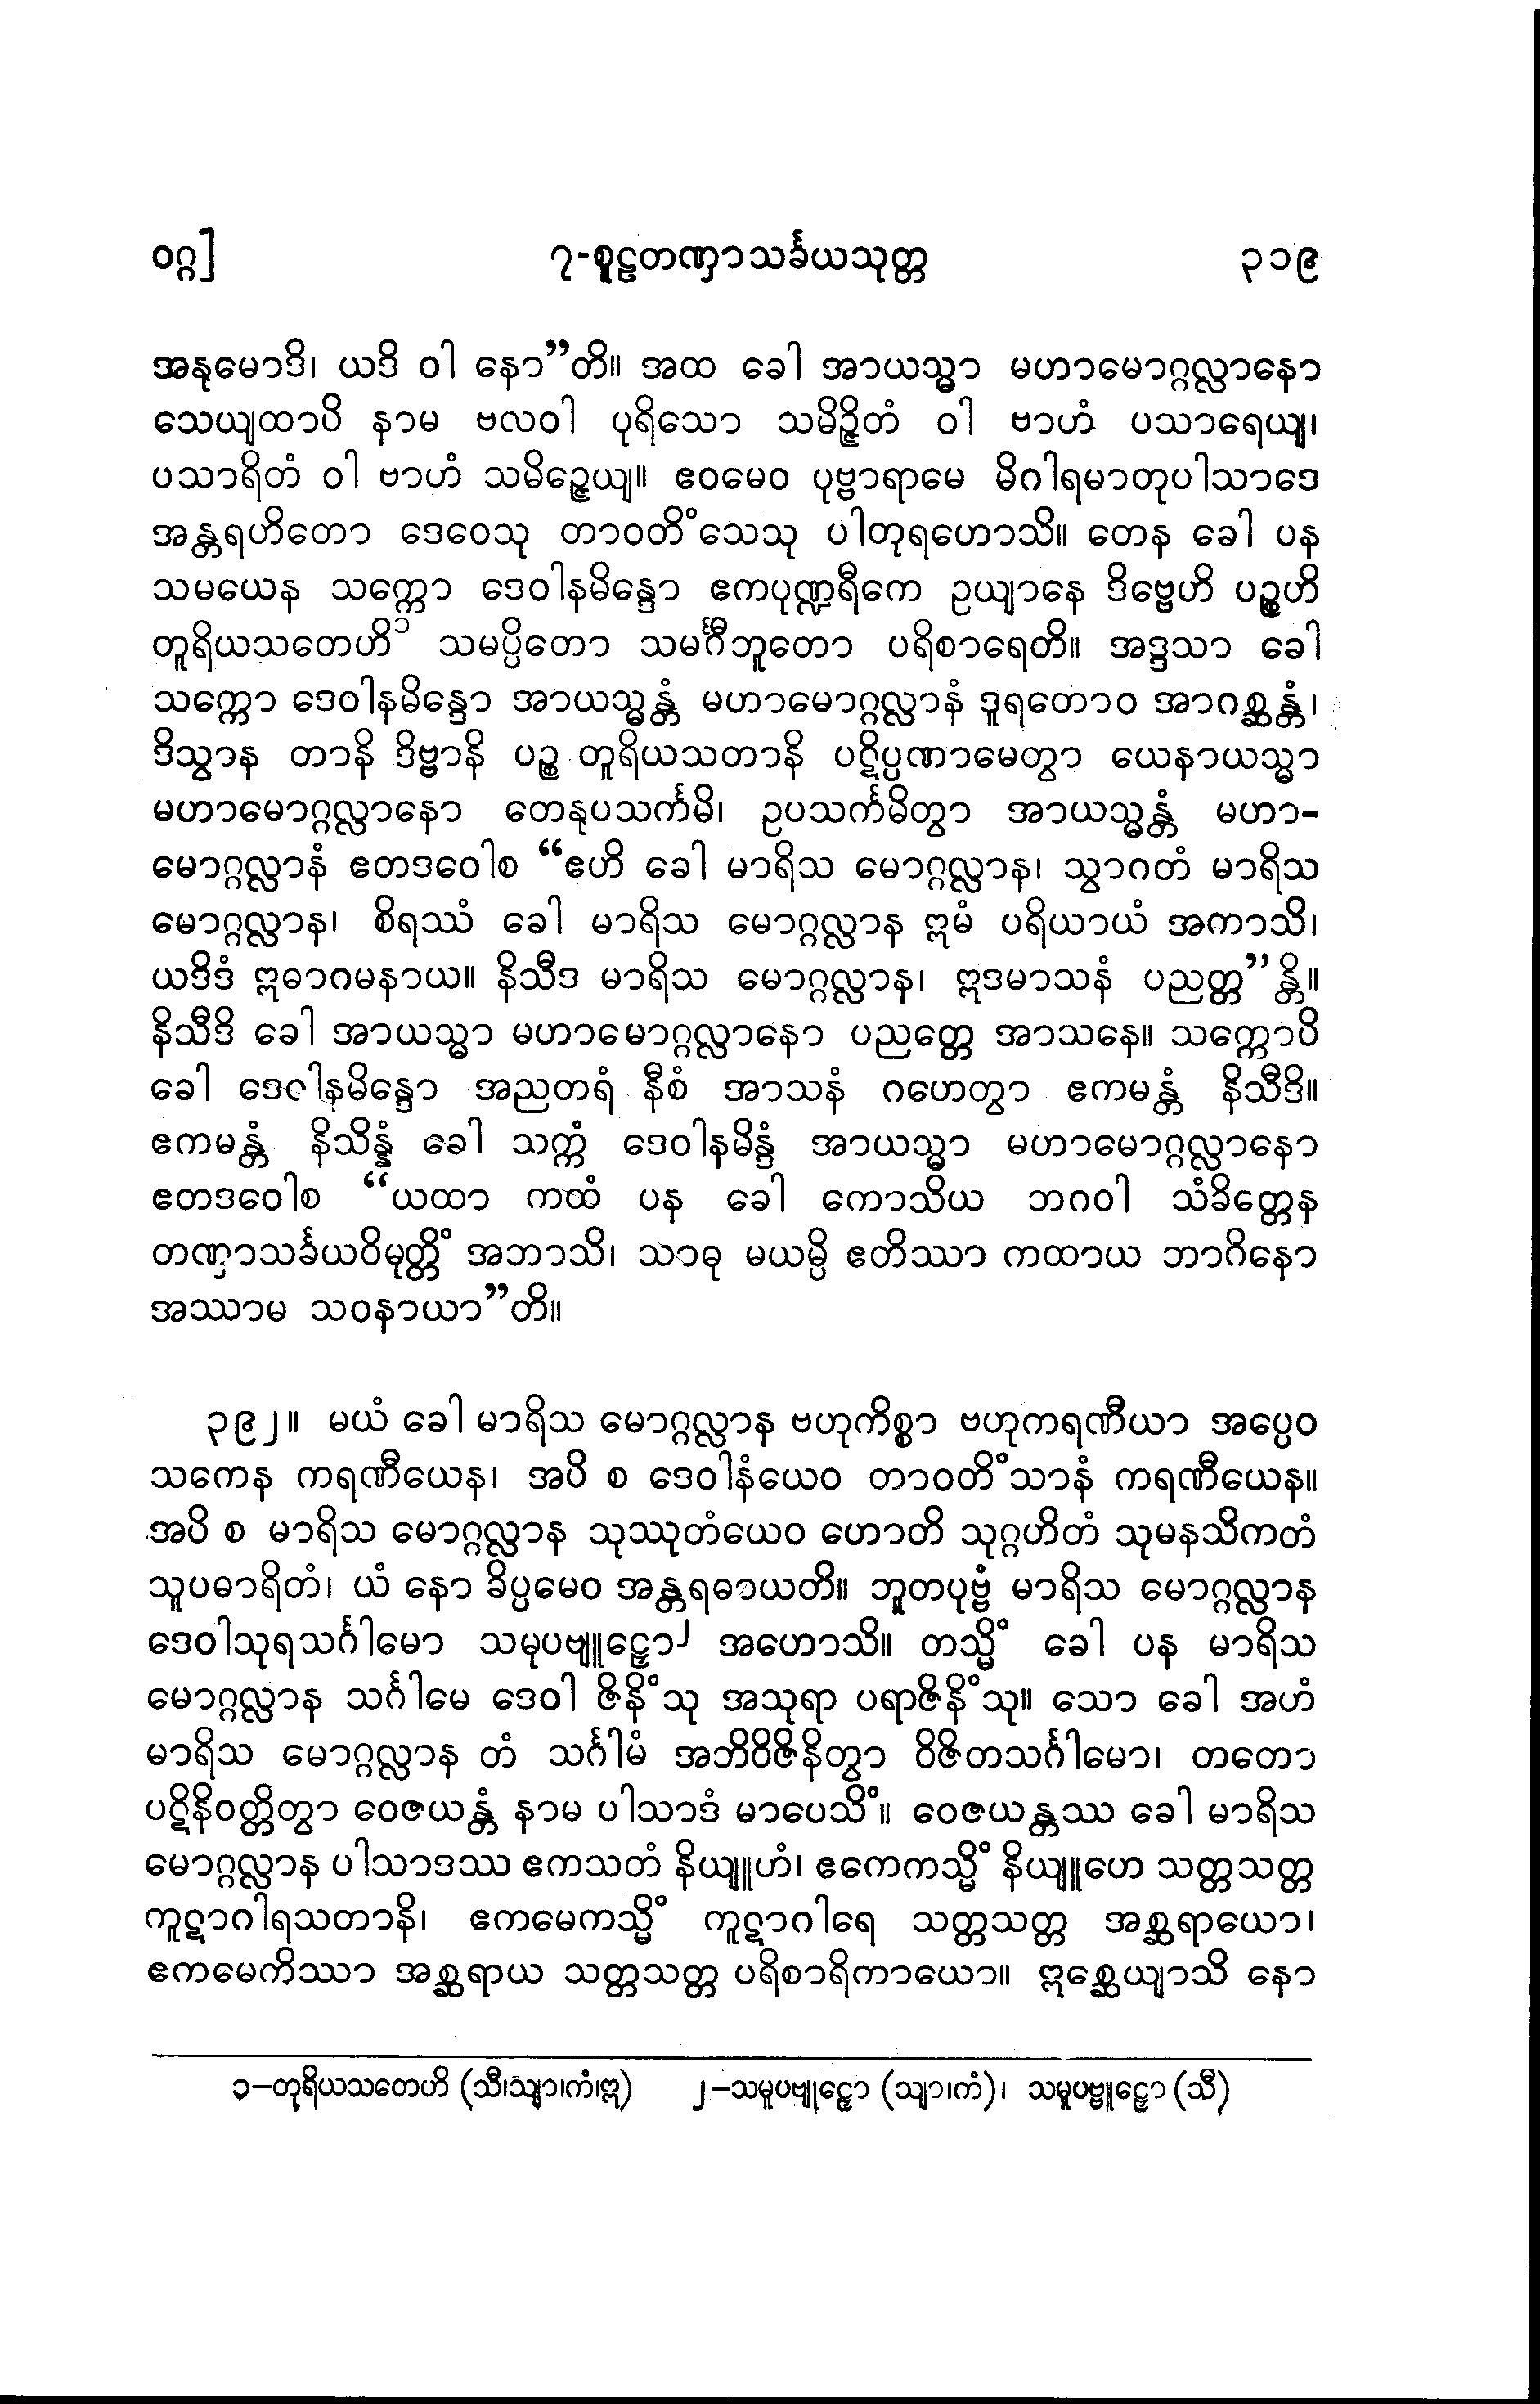 ဝဂ္ဂ] ၇-စူဠတဏှာသင်္ခယသုတ္တ ၃၁၉
အနုမောဒိ၊ ယဒိ ဝါ နော”တိ။ အထ ခေါ အာယသ္မာ မဟာမောဂ္ဂလ္လာနော
သေယျထာပိ နာမ ဗလဝါ ပုရိသော သမိဉ္ဇိတံ ဝါ ဗာဟံ ပသာရေယျ၊
ပသာရိတံ ဝါ ဗာဟံ သမိဉ္ဇေယျ။ ဧဝမေဝ ပုဗ္ဗာရာမေ မိဂါရမာတုပါသာဒေ
အန္တရဟိတော ဒေဝေသု တာဝတိံသေသု ပါတုရဟောသိ။ တေန ခေါ ပန
သမယေန သက္ကော ဒေဝါနမိန္ဒော ဧကပုဏ္ဍရီကေ ဥယျာနေ ဒိဗ္ဗေဟိ ပဉ္စဟိ
တူရိယသတေဟိ၁ သမပ္ပိတော သမင်္ဂီဘူတော ပရိစာရေတိ။ အဒ္ဒသာ ခေါ
သက္ကော ဒေဝါနမိန္ဒော အာယသ္မန္တံ မဟာမောဂ္ဂလ္လာနံ ဒူရတောဝ အာဂစ္ဆန္တံ၊
ဒိသွာန တာနိ ဒိဗ္ဗာနိ ပဉ္စ တူရိယသတာနိ ပဋိပ္ပဏာမေတွာ ယေနာယသ္မာ
မဟာမောဂ္ဂလ္လာနော တေနုပသင်္ကမိ၊ ဥပသင်္ကမိတွာ အာယသ္မန္တံ မဟာ-
မောဂ္ဂလ္လာနံ ဧတဒဝေါစ “ဧဟိ ခေါ မာရိသ မောဂ္ဂလ္လာန၊ သွာဂတံ မာရိသ
မောဂ္ဂလ္လာန၊ စိရဿံ ခေါ မာရိသ မောဂ္ဂလ္လာန ဣမံ ပရိယာယံ အကာသိ၊
ယဒိဒံ ဣဓာဂမနာယ။ နိသီဒ မာရိသ မောဂ္ဂလ္လာန၊ ဣဒမာသနံ ပညတ္တ”န္တိ။
နိသီဒိ ခေါ အာယသ္မာ မဟာမောဂ္ဂလ္လာနော ပညတ္တေ အာသနေ။ သက္ကောပိ
ခေါ ဒေဝါနမိန္ဒော အညတရံ နီစံ အာသနံ ဂဟေတွာ ဧကမန္တံ နိသီဒိ။
ဧကမန္တံ နိသိန္နံ ခေါ သက္ကံ ဒေဝါနမိန္ဒံ အာယသ္မာ မဟာမောဂ္ဂလ္လာနော
ဧတဒဝေါစ “ယထာ ကထံ ပန ခေါ ကောသိယ ဘဂဝါ သံခိတ္တေန
တဏှာသင်္ခယဝိမုတ္တိံ အဘာသိ၊ သာဓု မယမ္ပိ ဧတိဿာ ကထာယ ဘာဂိနော
အဿာမ သဝနာယာ”တိ။
၃၉၂။ မယံ ခေါ မာရိသ မောဂ္ဂလ္လာန ဗဟုကိစ္စာ ဗဟုကရဏီယာ အပ္ပေဝ
သကေန ကရဏီယေန၊ အပိ စ ဒေဝါနံယေဝ တာဝတိံသာနံ ကရဏီယေန။
အပိ စ မာရိသ မောဂ္ဂလ္လာန သုဿုတံယေဝ ဟောတိ သုဂ္ဂဟိတံ သုမနသိကတံ
သူပဓာရိတံ၊ ယံ နော ခိပ္ပမေဝ အန္တရဓာယတိ။ ဘူတပုဗ္ဗံ မာရိသ မောဂ္ဂလ္လာန
ဒေဝါသုရသင်္ဂါမော သမုပဗျူဠှော၂ အဟောသိ။ တသ္မိံ ခေါ ပန မာရိသ
မောဂ္ဂလ္လာန သင်္ဂါမေ ဒေဝါ ဇိနိံသု အသုရာ ပရာဇိနိံသု။ သော ခေါ အဟံ
မာရိသ မောဂ္ဂလ္လာန တံ သင်္ဂါမံ အဘိဝိဇိနိတွာ ဝိဇိတသင်္ဂါမော၊ တတော
ပဋိနိဝတ္တိတွာ ဝေဇယန္တံ နာမ ပါသာဒံ မာပေသိံ။ ဝေဇယန္တဿ ခေါ မာရိသ
မောဂ္ဂလ္လာန ပါသာဒဿ ဧကသတံ နိယျူဟံ၊ ဧကေကသ္မိံ နိယျူဟေ သတ္တသတ္တ
ကူဋာဂါရသတာနိ၊ ဧကမေကသ္မိံ ကူဋာဂါရေ သတ္တသတ္တ အစ္ဆရာယော၊
ဧကမေကိဿာ အစ္ဆရာယ သတ္တသတ္တ ပရိစာရိကာယော။ ဣစ္ဆေယျာသိ နော
၁-တုရိယသတေဟိ (သီ၊သျာ၊ကံ၊ဣ) ၂-သမူပဗျုဠှော (သျာ၊ကံ)၊ သမူပဗ္ဗူဠှော (သီ)